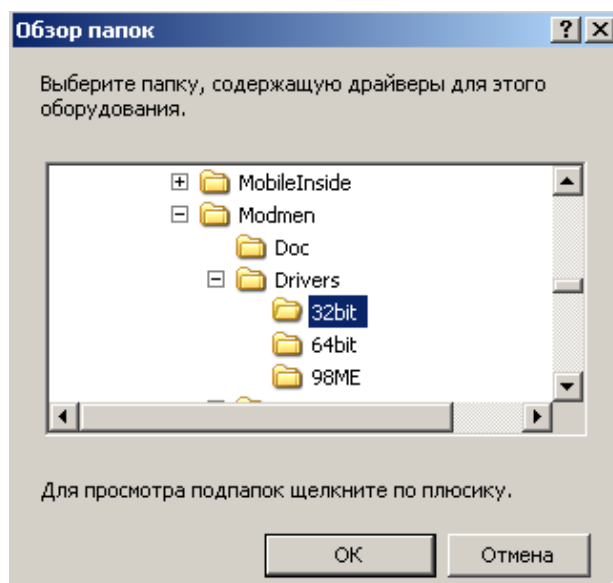 Обзор папок
Выберите папку, содержащую драйверы для этого
оборудования.
MobileInside
Modmen
Doc
Drivers
32bit
64bit
98ME
Для просмотра подпапок щелкните по плюсику.
ОК Отмена